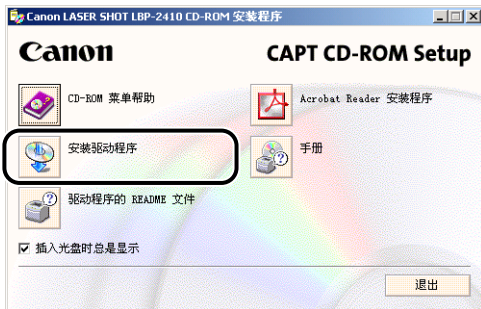 Canon LASER SHOT LBP-2410 CD-ROM 安装程序
Canon
CAPT CD-ROM Setup
CD-ROM 菜单帮助
Acrobat Reader 安装程序
安装驱动程序
手册
驱动程序的 README 文件
插入光盘时总是显示
退出